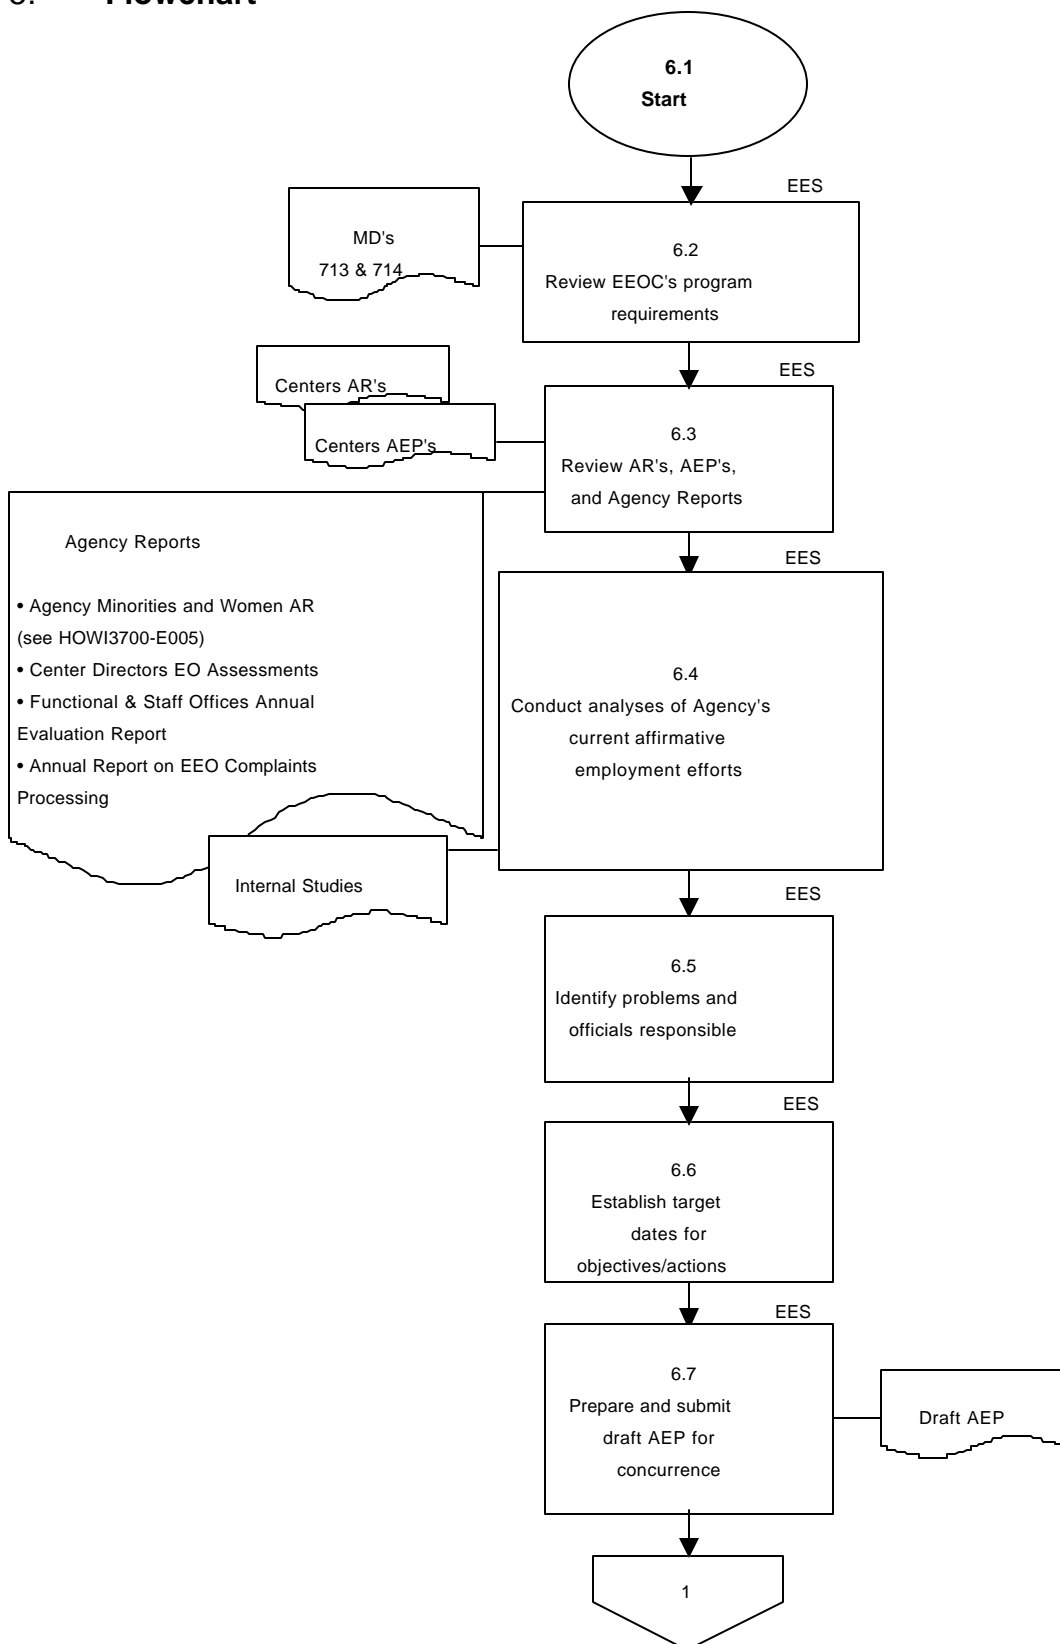 Flowchart
6.1
Start
EES
MD's
713 & 714
6.2
Review EEOC's program
requirements
EES
Centers AR's
Centers AEP's
6.3
Review AR's, AEP's,
and Agency Reports
Agency Reports
• Agency Minorities and Women AR
(see HOWI3700-E005)
• Center Directors EO Assessments
• Functional & Staff Offices Annual
Evaluation Report
• Annual Report on EEO Complaints
Processing
EES
6.4
Conduct analyses of Agency's
current affirmative
employment efforts
Internal Studies
EES
6.5
Identify problems and
officials responsible
EES
6.6
Establish target
dates for
objectives/actions
EES
6.7
Prepare and submit
draft AEP for
concurrence
Draft AEP
1